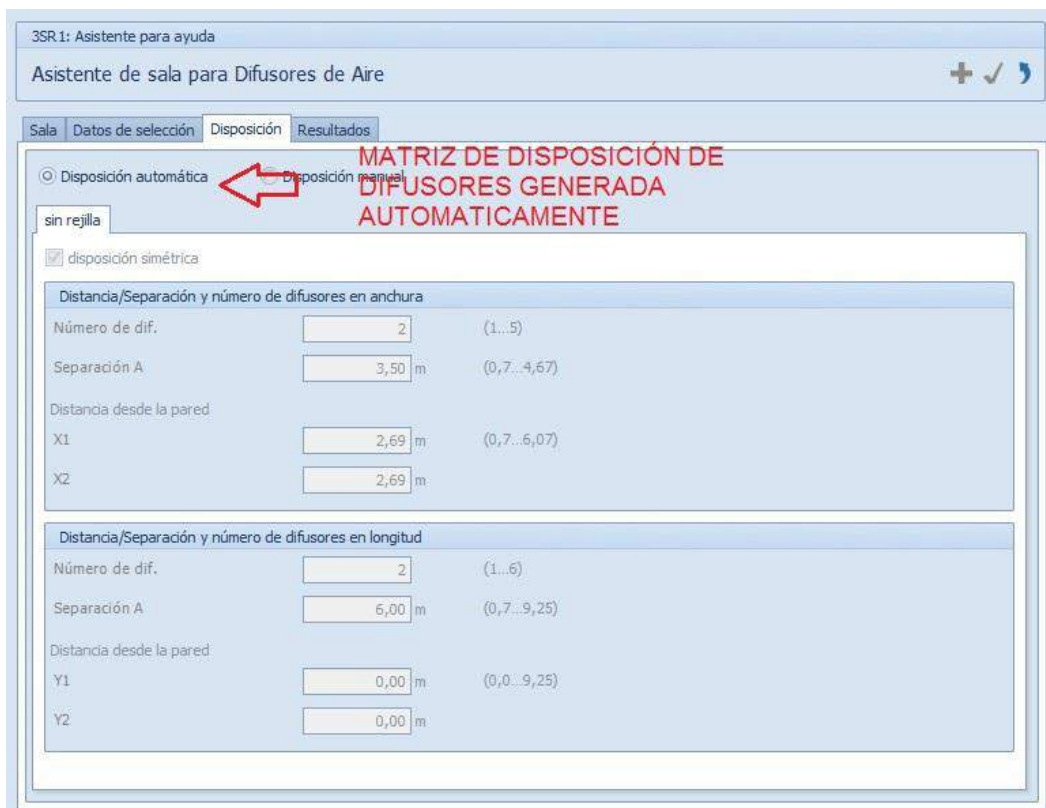 3SR1: Asistente para ayuda
Asistente de sala para Difusores de Aire
Sala Datos de selección Disposición Resultados
MATRIZ DE DISPOSICIÓN DE
DIFUSORES GENERADA
AUTOMATICAMENTE
Disposición automática Disposición manual
sin rejilla
disposición simétrica
Distancia/Separación y número de difusores en anchura
Número de dif. 2 (1...5)
Separación A 3,50 m (0,7...4,67)
Distancia desde la pared
X1 2,69 m (0,7...6,07)
X2 2,69 m
Distancia/Separación y número de difusores en longitud
Número de dif. 2 (1...6)
Separación A 6,00 m (0,7...9,25)
Distancia desde la pared
Y1 0,00 m (0,0...9,25)
Y2 0,00 m